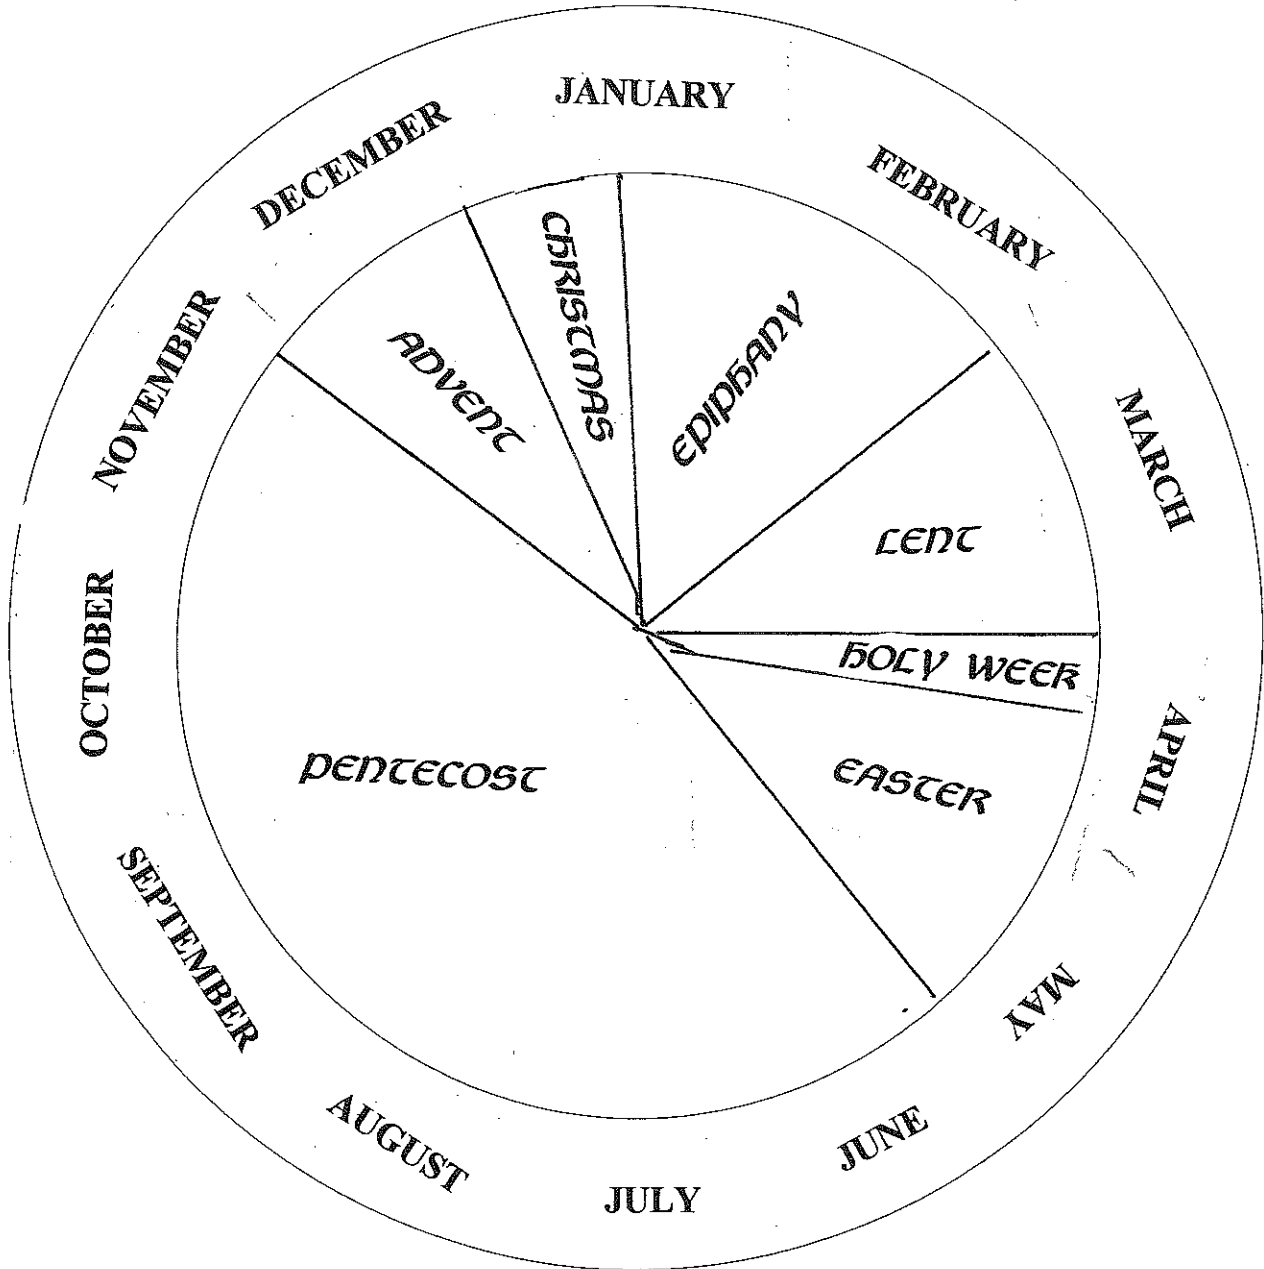 JANUARY
FEBRUARY
MARCH
APRIL
MAY
JUNE
JULY
AUGUST
SEPTEMBER
OCTOBER
NOVEMBER
DECEMBER
ADVENT
CHRISTMAS
EPIPHANY
LENT
HOLY WEEK
EASTER
PENTECOST